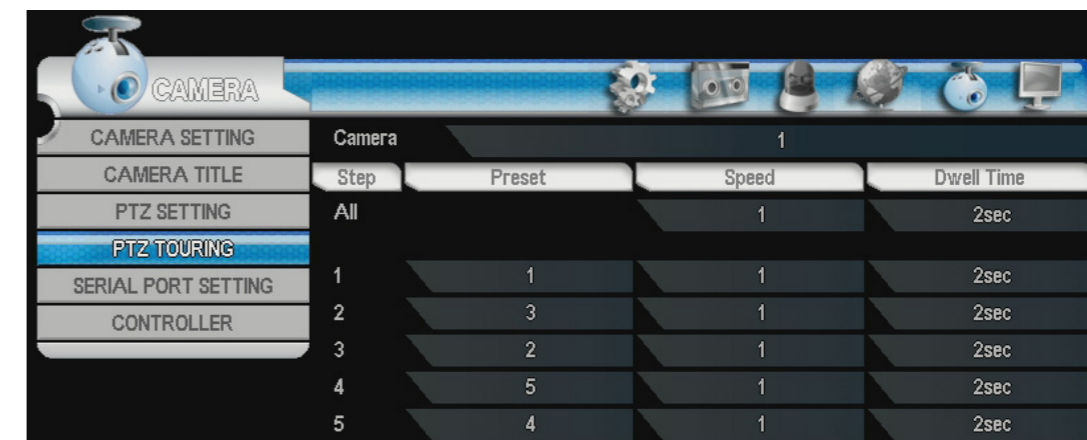 CAMERA
CAMERA SETTING
CAMERA TITLE
PTZ SETTING
PTZ TOURING
SERIAL PORT SETTING
CONTROLLER
Camera 1
Step Preset Speed Dwell Time
All 1 2sec
1 1 1 2sec
2 3 1 2sec
3 2 1 2sec
4 5 1 2sec
5 4 1 2sec